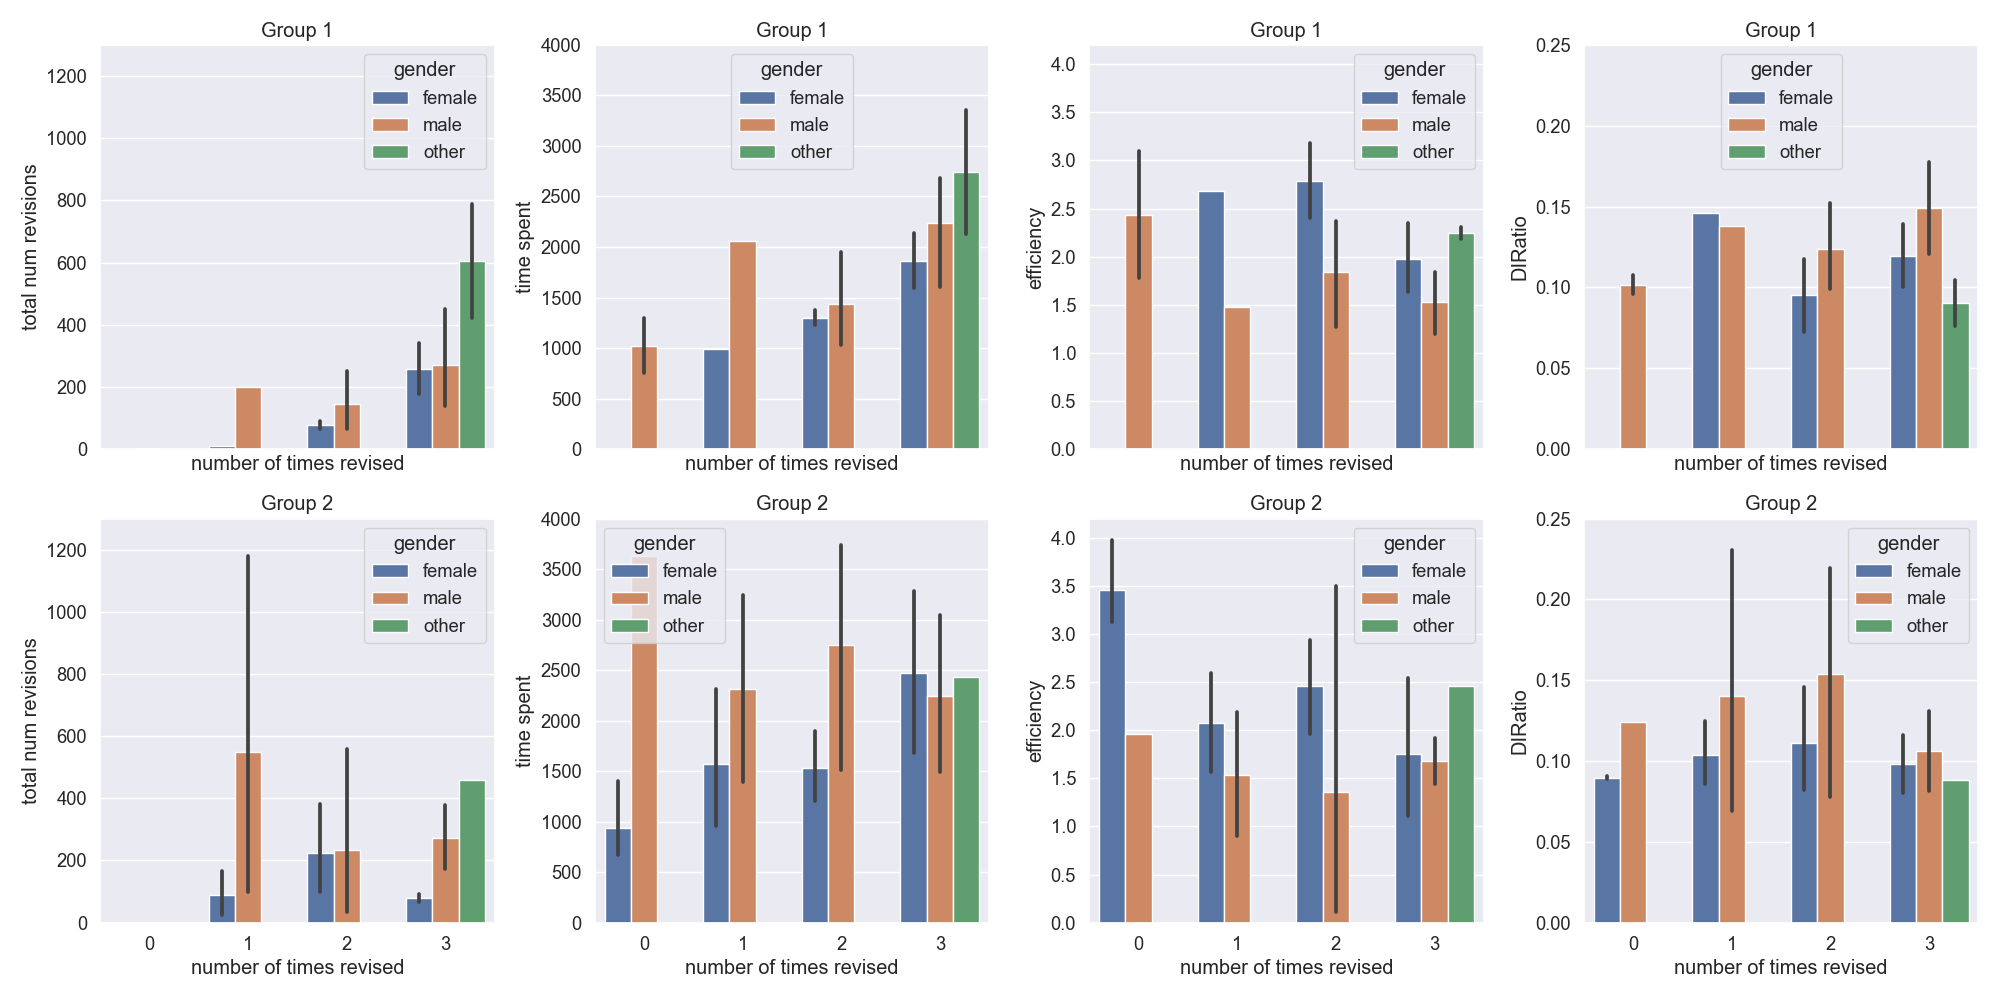 Group 1
1200
1000
800
600
400
200
0
total num revisions
gender
female
male
other
number of times revised
Group 1
4000
3500
3000
2500
2000
1500
1000
500
0
time spent
gender
female
male
other
number of times revised
Group 1
4.0
3.5
3.0
2.5
2.0
1.5
1.0
0.5
0.0
efficiency
gender
female
male
other
number of times revised
Group 1
0.25
0.20
0.15
0.10
0.05
0.00
DIRatio
gender
female
male
other
number of times revised
Group 2
1200
1000
800
600
400
200
0
total num revisions
gender
female
male
other
0 1 2 3
number of times revised
Group 2
4000
3500
3000
2500
2000
1500
1000
500
0
time spent
gender
female
male
other
0 1 2 3
number of times revised
Group 2
4.0
3.5
3.0
2.5
2.0
1.5
1.0
0.5
0.0
efficiency
gender
female
male
other
0 1 2 3
number of times revised
Group 2
0.25
0.20
0.15
0.10
0.05
0.00
DIRatio
gender
female
male
other
0 1 2 3
number of times revised